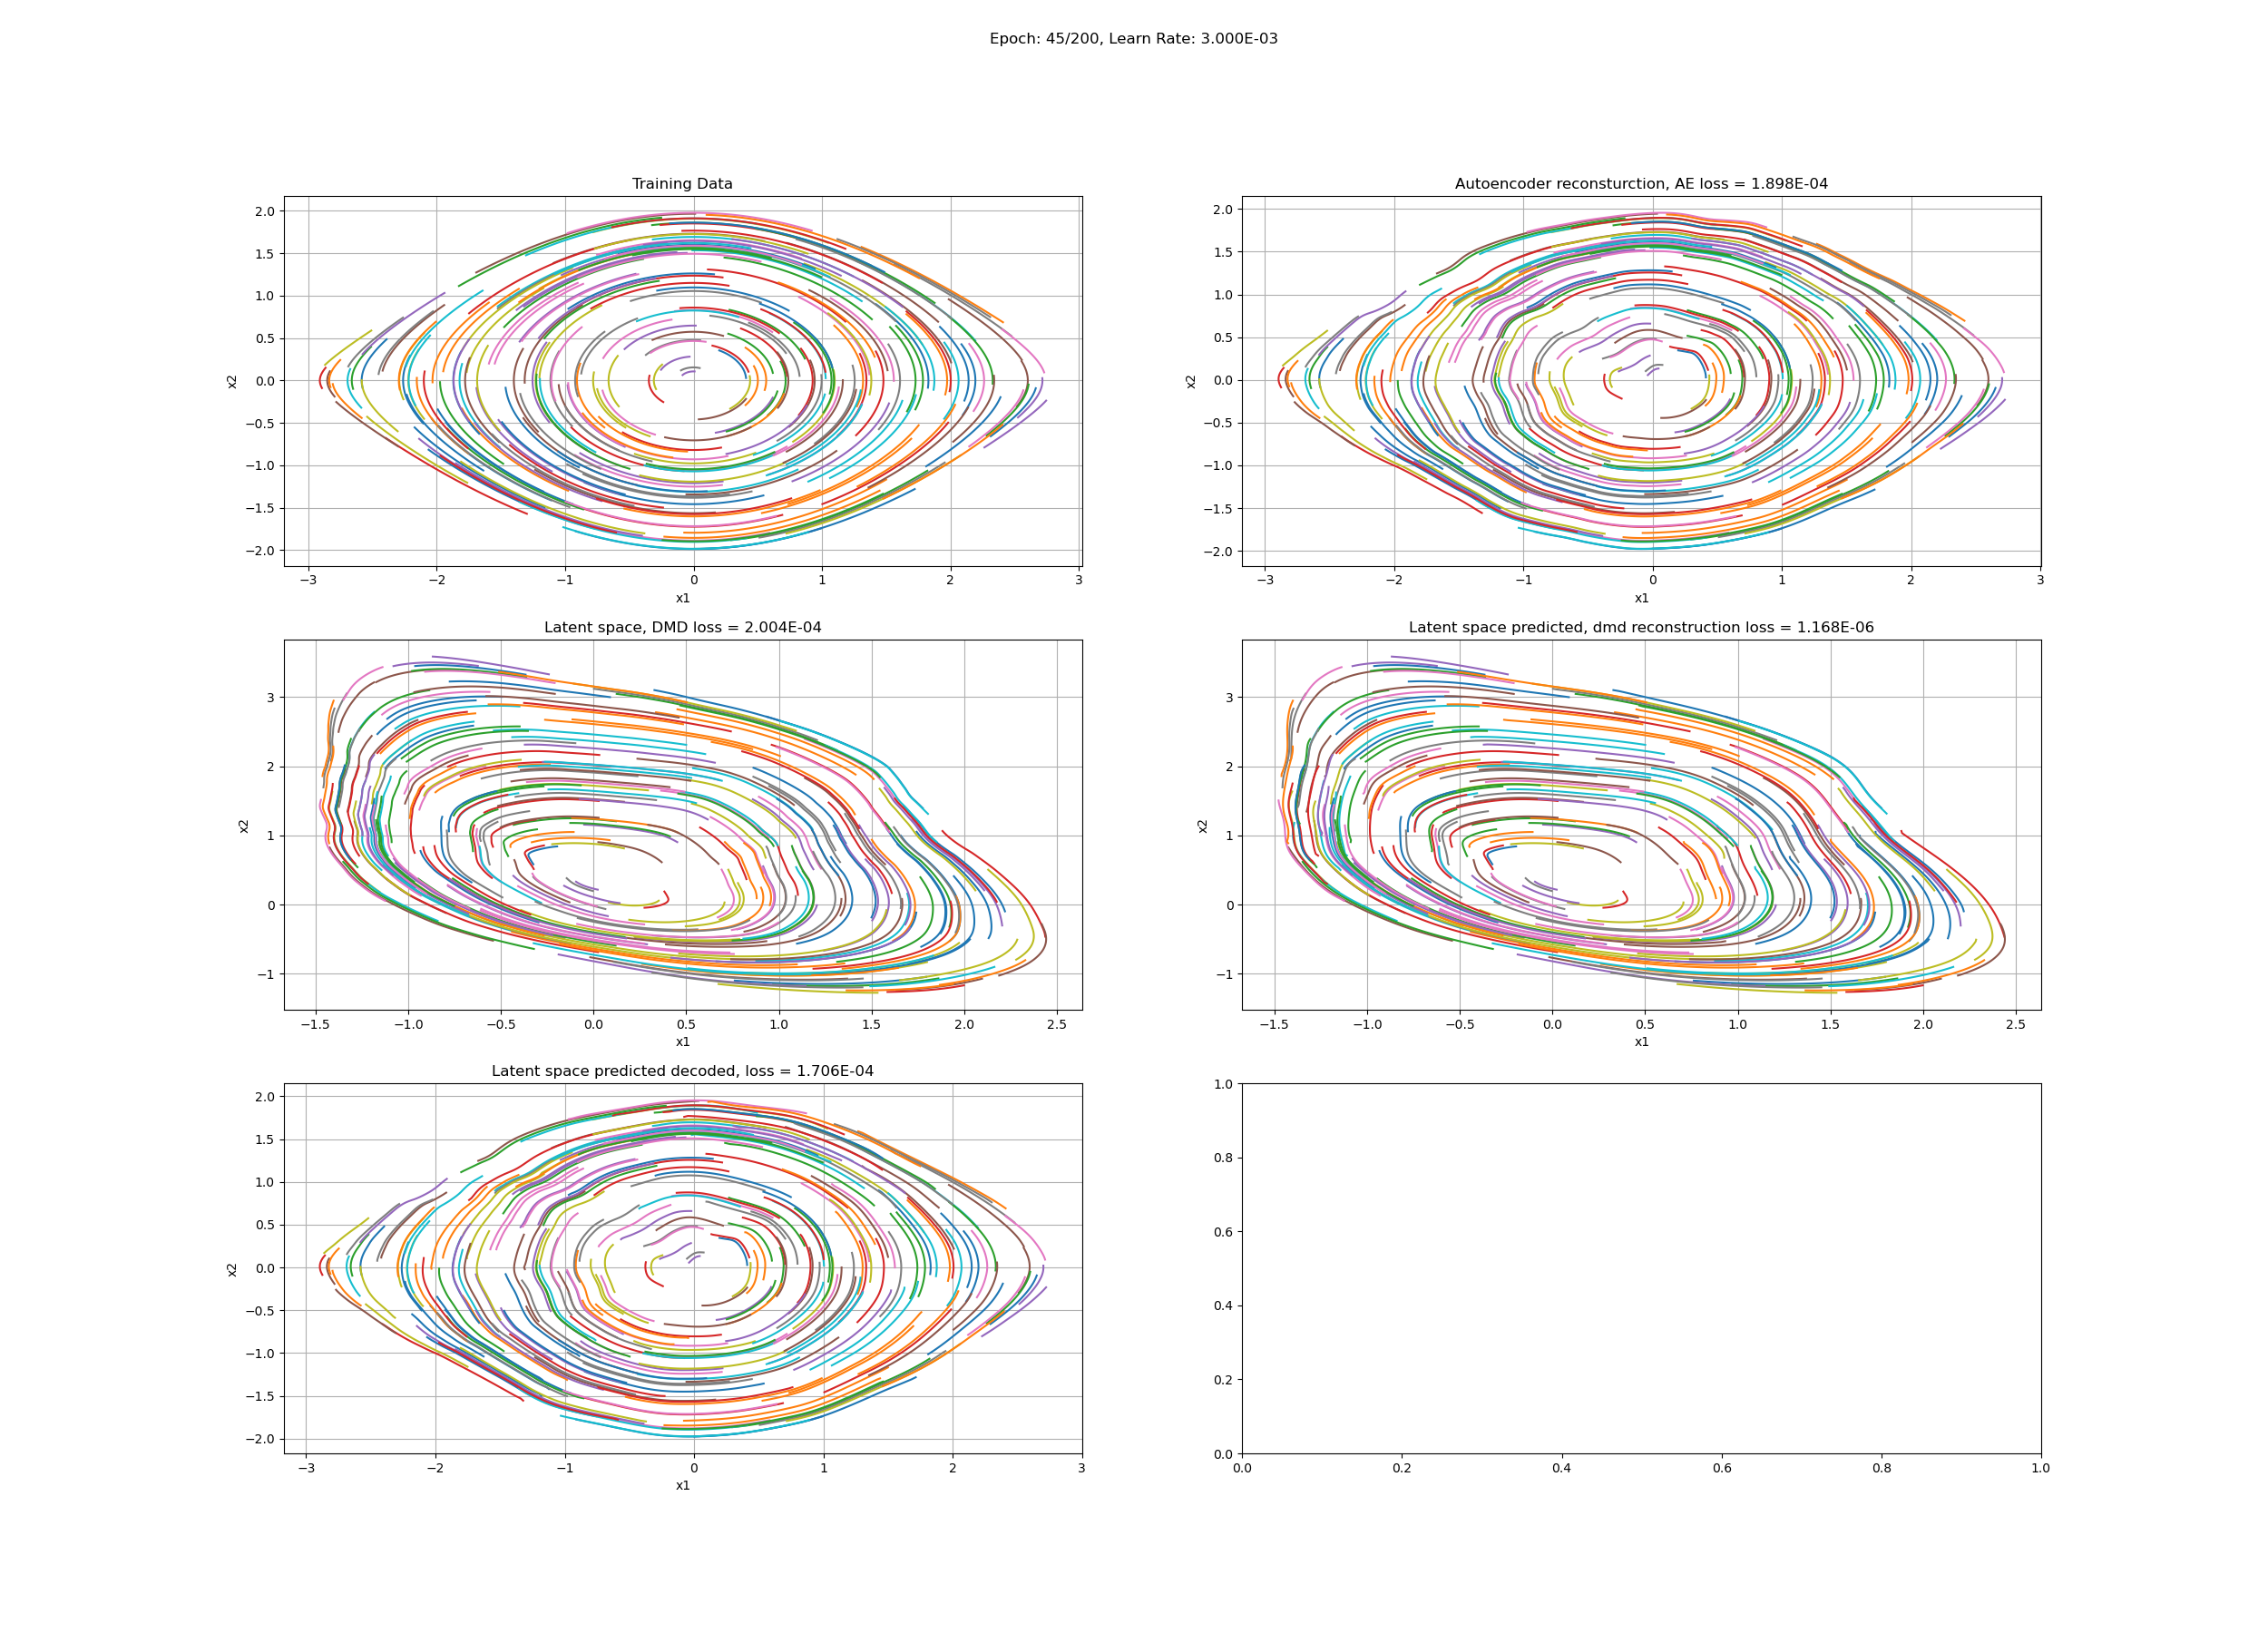 Epoch: 45/200, Learn Rate: 3.000E-03
Training Data
2.0
1.5
1.0
0.5
0.0
−0.5
−1.0
−1.5
−2.0
x2
−3 −2 −1 0 1 2 3
x1
Autoencoder reconsturction, AE loss = 1.898E-04
2.0
1.5
1.0
0.5
0.0
−0.5
−1.0
−1.5
−2.0
x2
−3 −2 −1 0 1 2 3
x1
Latent space, DMD loss = 2.004E-04
3
2
1
0
−1
x2
−1.5 −1.0 −0.5 0.0 0.5 1.0 1.5 2.0 2.5
x1
Latent space predicted, dmd reconstruction loss = 1.168E-06
3
2
1
0
−1
x2
−1.5 −1.0 −0.5 0.0 0.5 1.0 1.5 2.0 2.5
x1
Latent space predicted decoded, loss = 1.706E-04
2.0
1.5
1.0
0.5
0.0
−0.5
−1.0
−1.5
−2.0
x2
−3 −2 −1 0 1 2 3
x1
1.0
0.8
0.6
0.4
0.2
0.0
0.0 0.2 0.4 0.6 0.8 1.0